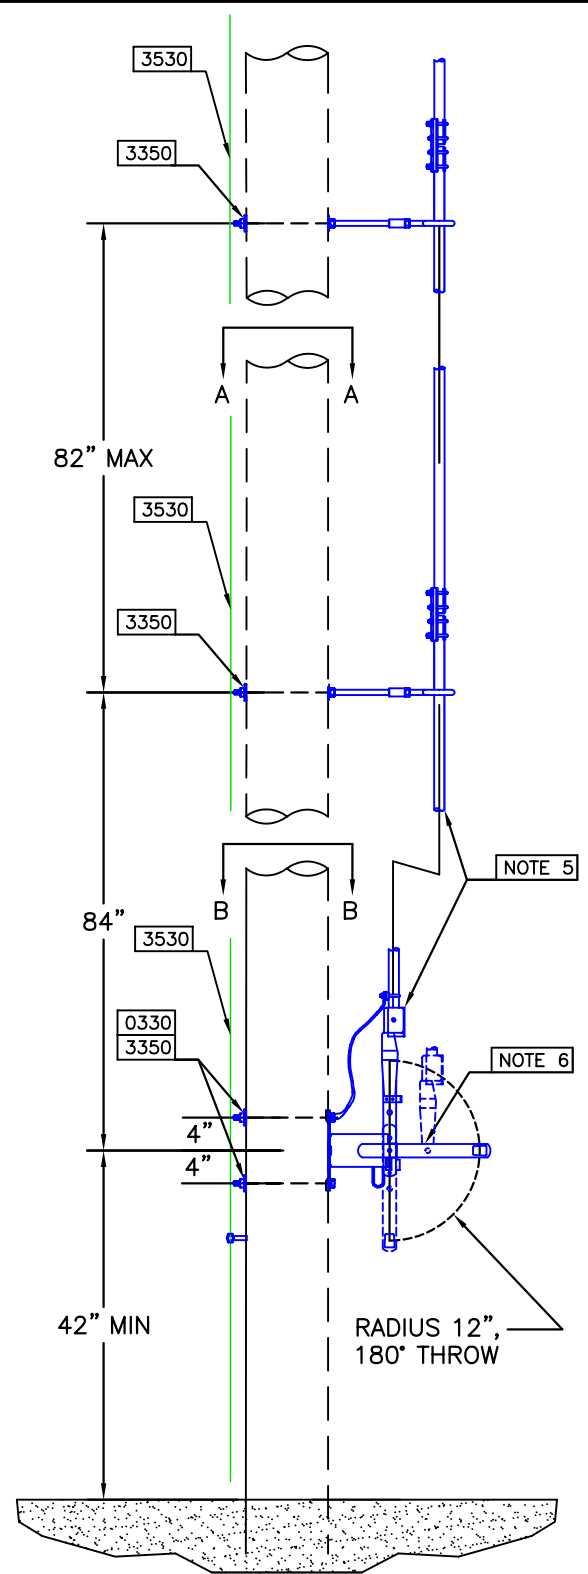 3530
3350
A A
82” MAX
3530
3350
NOTE 5
B B
84”
3530
0330
3350
NOTE 6
4”
4”
42” MIN
RADIUS 12”,
180° THROW